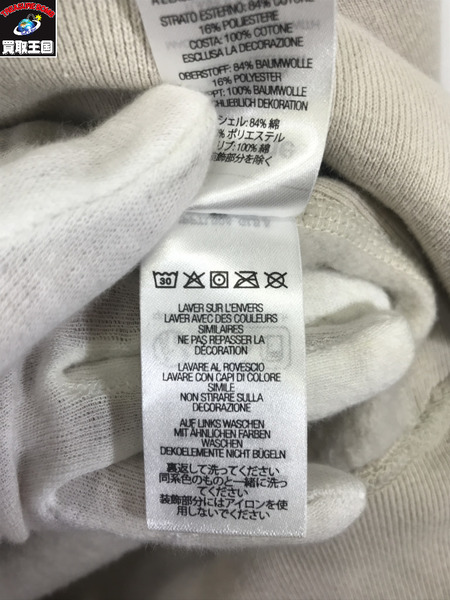 買取王国
STRATO ESTERNO: 84% COTONE
16% POLIESTERE
COSTA: 100% COTONE
ESCLUSA LA DECORAZIONE
OBERSTOFF: 84% BAUMWOLLE
16% POLYESTER
100% BAUMWOLLE
DEKORATION
シェル: 84% 綿
ポリエステル
リブ: 100% 綿
装飾部分を除く
30
LAVER SUR L'ENVERS
LAVER AVEC DES COULEURS
SIMILAIRES
NE PAS REPASSER LA
DÉCORATION
LAVARE AL ROVESCIO
LAVARE CON CAPI DI COLORE
SIMILE
NON STIRARE SULLA
DECORAZIONE
AUF LINKS WASCHEN
MIT ÄHNLICHEN FARBEN
WASCHEN
DEKOELEMENTE NICHT BÜGELN
裏返して洗ってください
同系色のものと一緒に洗っ
てください
装飾部分にはアイロンを使
用しないでください